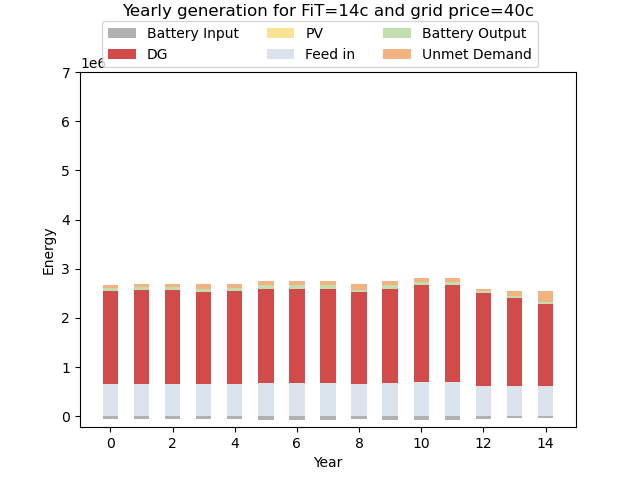 Yearly generation for FiT=14c and grid price=40c
Battery Input PV Battery Output
DG Feed in Unmet Demand
1e6
7
6
5
4
3
2
1
0
Energy
0 2 4 6 8 10 12 14
Year